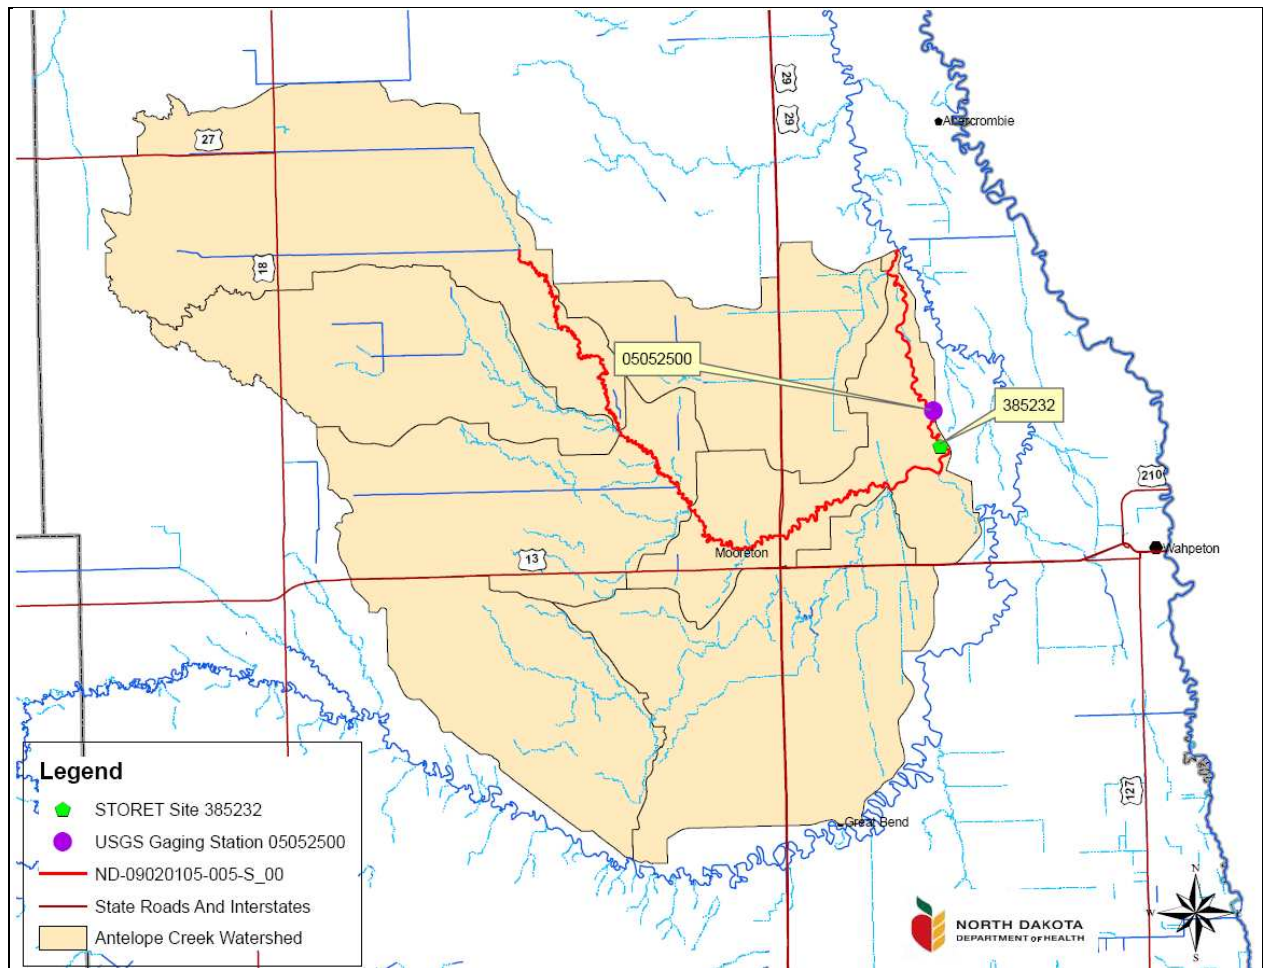 29
29
Abercrombie
27
18
05052500
385232
210
Mooreton
Wahpeton
13
127
Great Bend
Legend
STORET Site 385232
USGS Gaging Station 05052500
ND-09020105-005-S_00
State Roads And Interstates
Antelope Creek Watershed
NORTH DAKOTA
DEPARTMENT of HEALTH
N
W
E
S